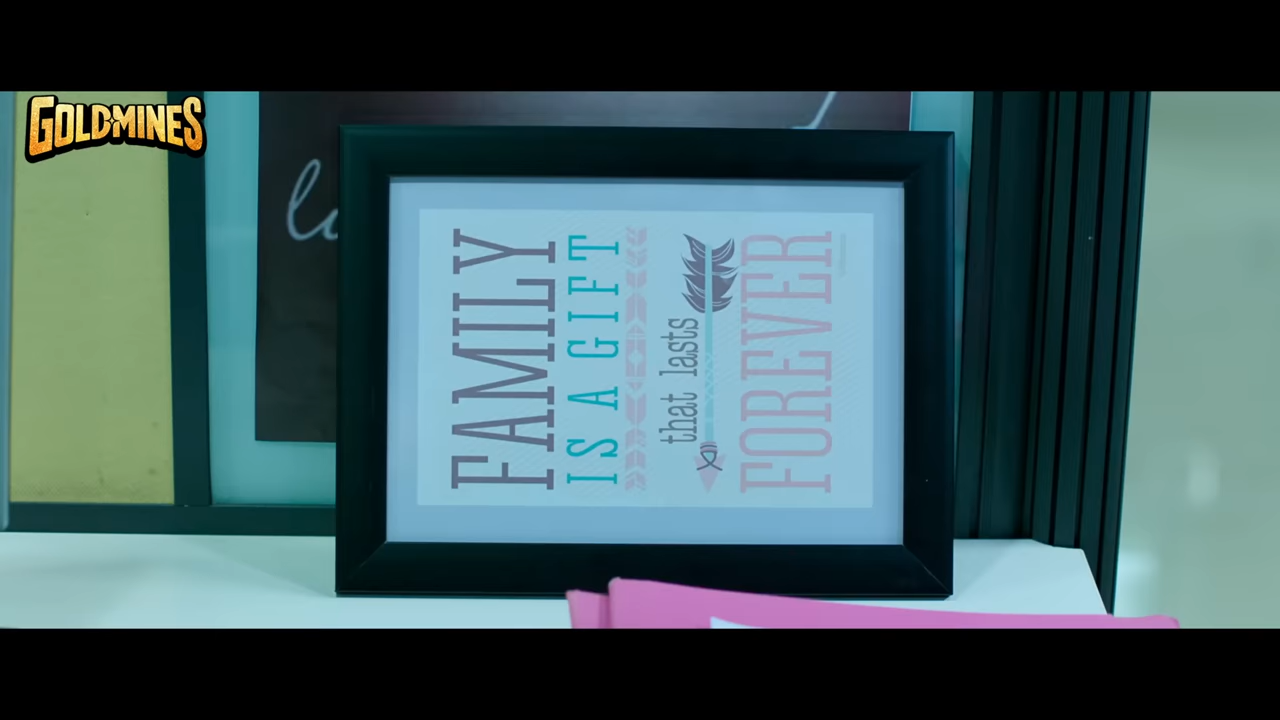 GOLDMINES
FAMILY
IS A GIFT
that lasts
FOREVER